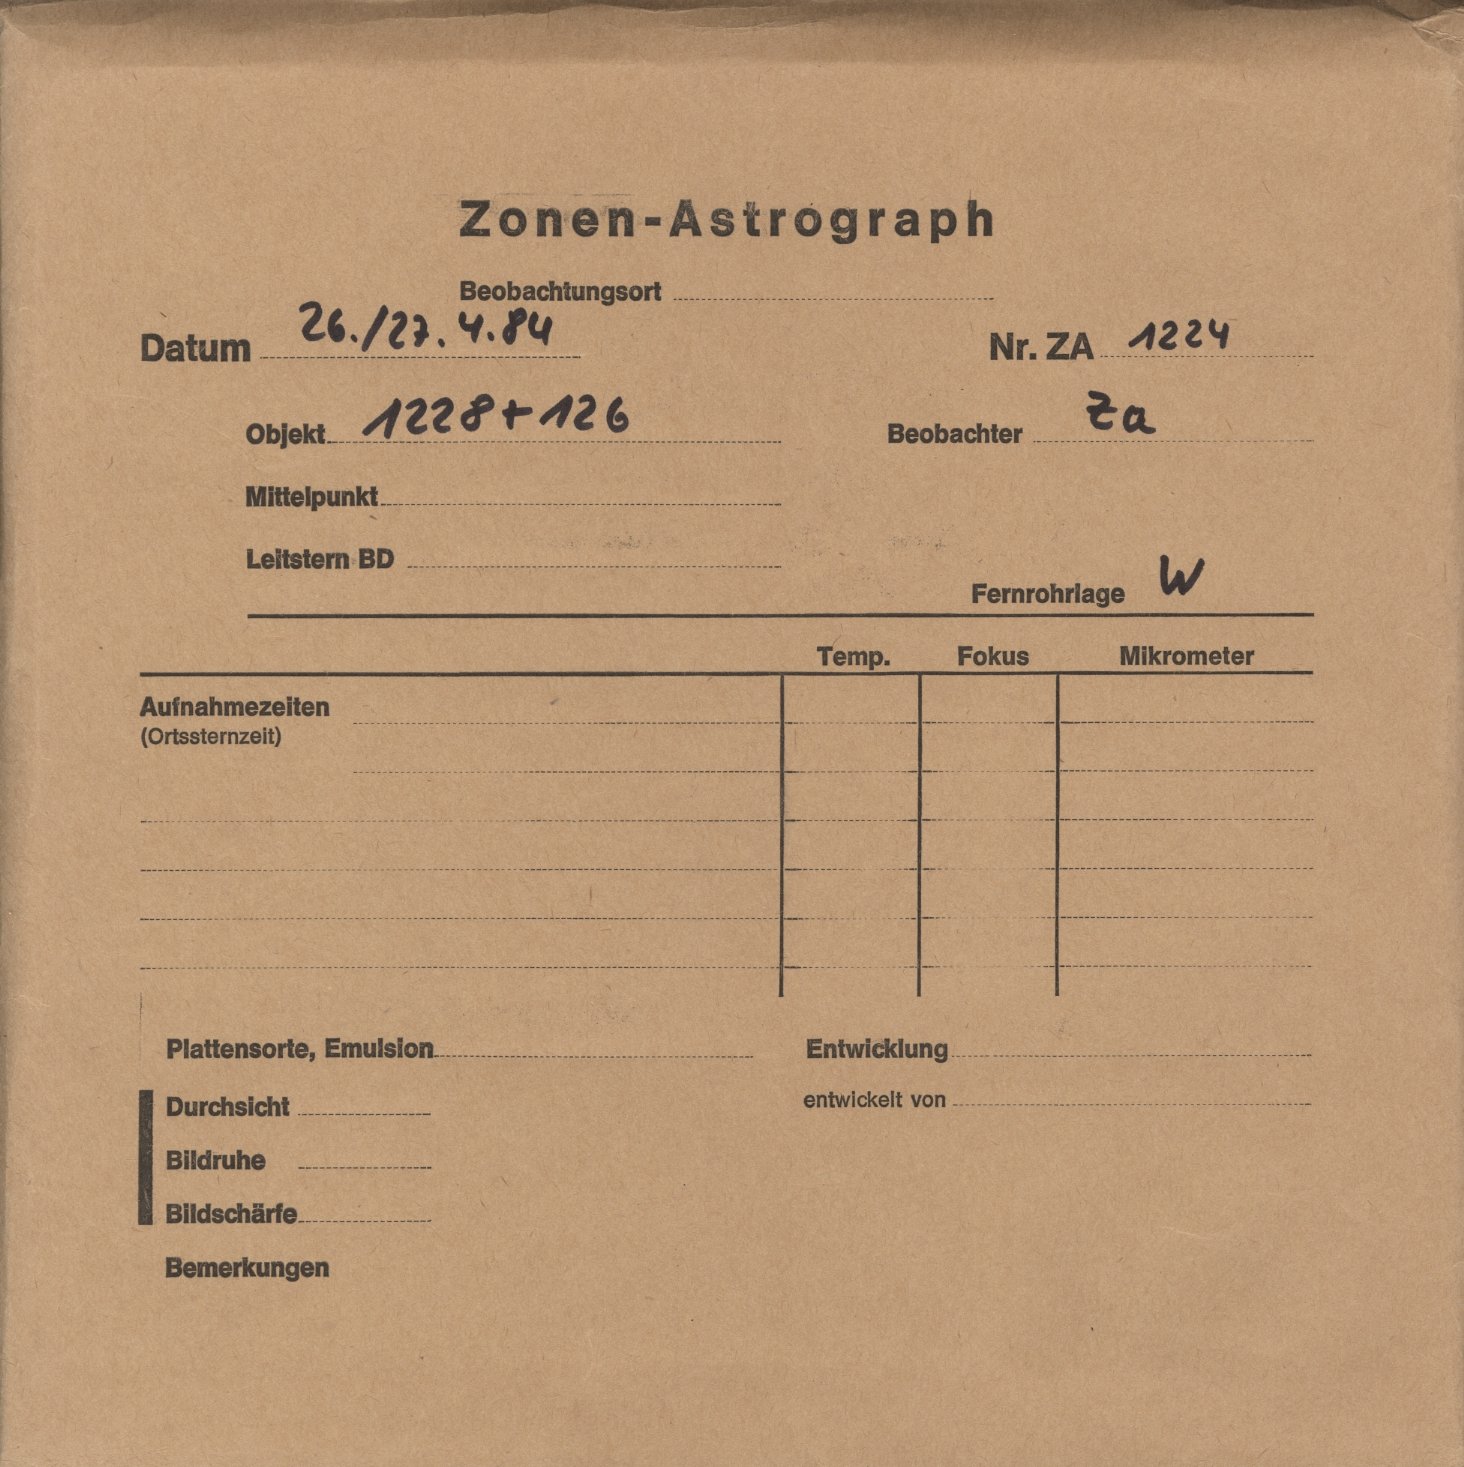 Zonen-Astrograph
Beobachtungsort
Datum 26./27.4.84
Nr. ZA 1224
Objekt 1228+126
Beobachter Za
Mittelpunkt
Leitstern BD
Fernrohrlage W
Temp. Fokus Mikrometer
Aufnahmezeiten
(Ortssternzeit)
Plattensorte, Emulsion
Entwicklung
Durchsicht
entwickelt von
Bildruhe
Bildschärfe
Bemerkungen